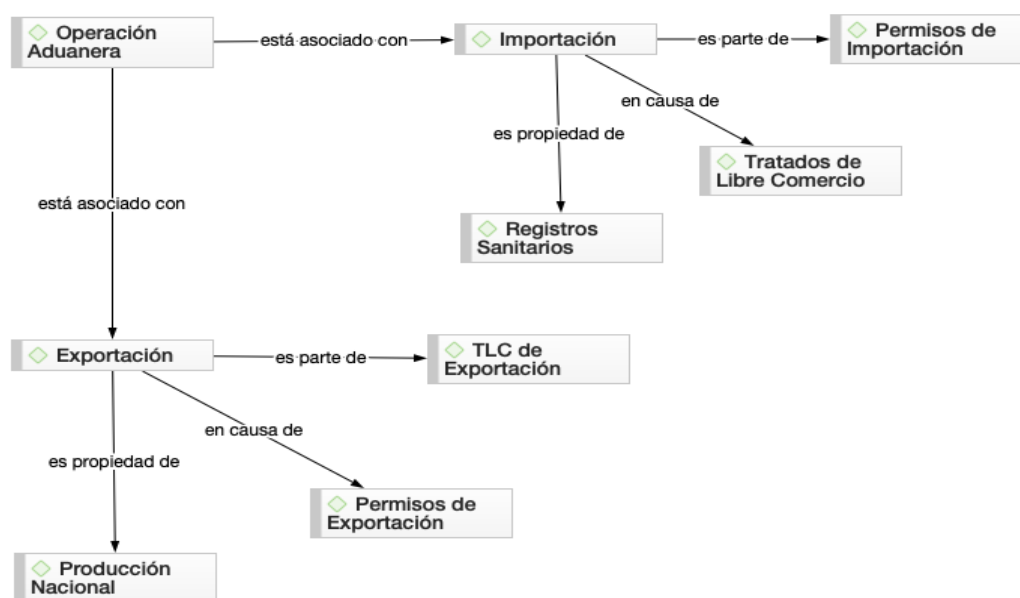 Operación
Aduanera
está asociado con
Importación
es parte de
Permisos de
Importación
en causa de
es propiedad de
Tratados de
Libre Comercio
está asociado con
Registros
Sanitarios
Exportación
es parte de
TLC de
Exportación
en causa de
es propiedad de
Permisos de
Exportación
Producción
Nacional